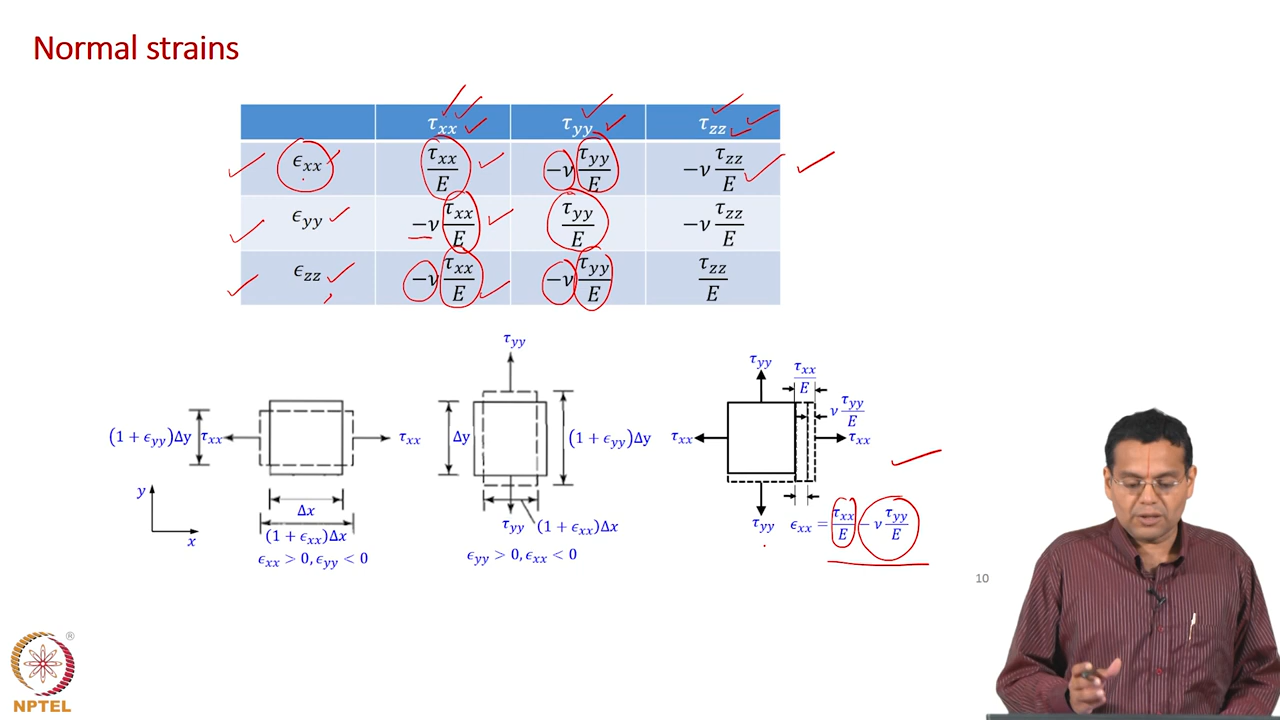 Normal strains
τxx τyy τzz
ϵxx τxx/E −ν τyy/E −ν τzz/E
ϵyy −ν τxx/E τyy/E −ν τzz/E
ϵzz −ν τxx/E −ν τyy/E τzz/E
(1 + ϵyy)Δy τxx τxx
Δx
(1 + ϵxx)Δx
ϵxx > 0, ϵyy < 0
y
x
τyy
Δy (1 + ϵyy)Δy
τyy (1 + ϵxx)Δx
ϵyy > 0, ϵxx < 0
τyy τxx/E
ν τyy/E
τxx τxx
τyy ϵxx = τxx/E − ν τyy/E
10
®
NPTEL